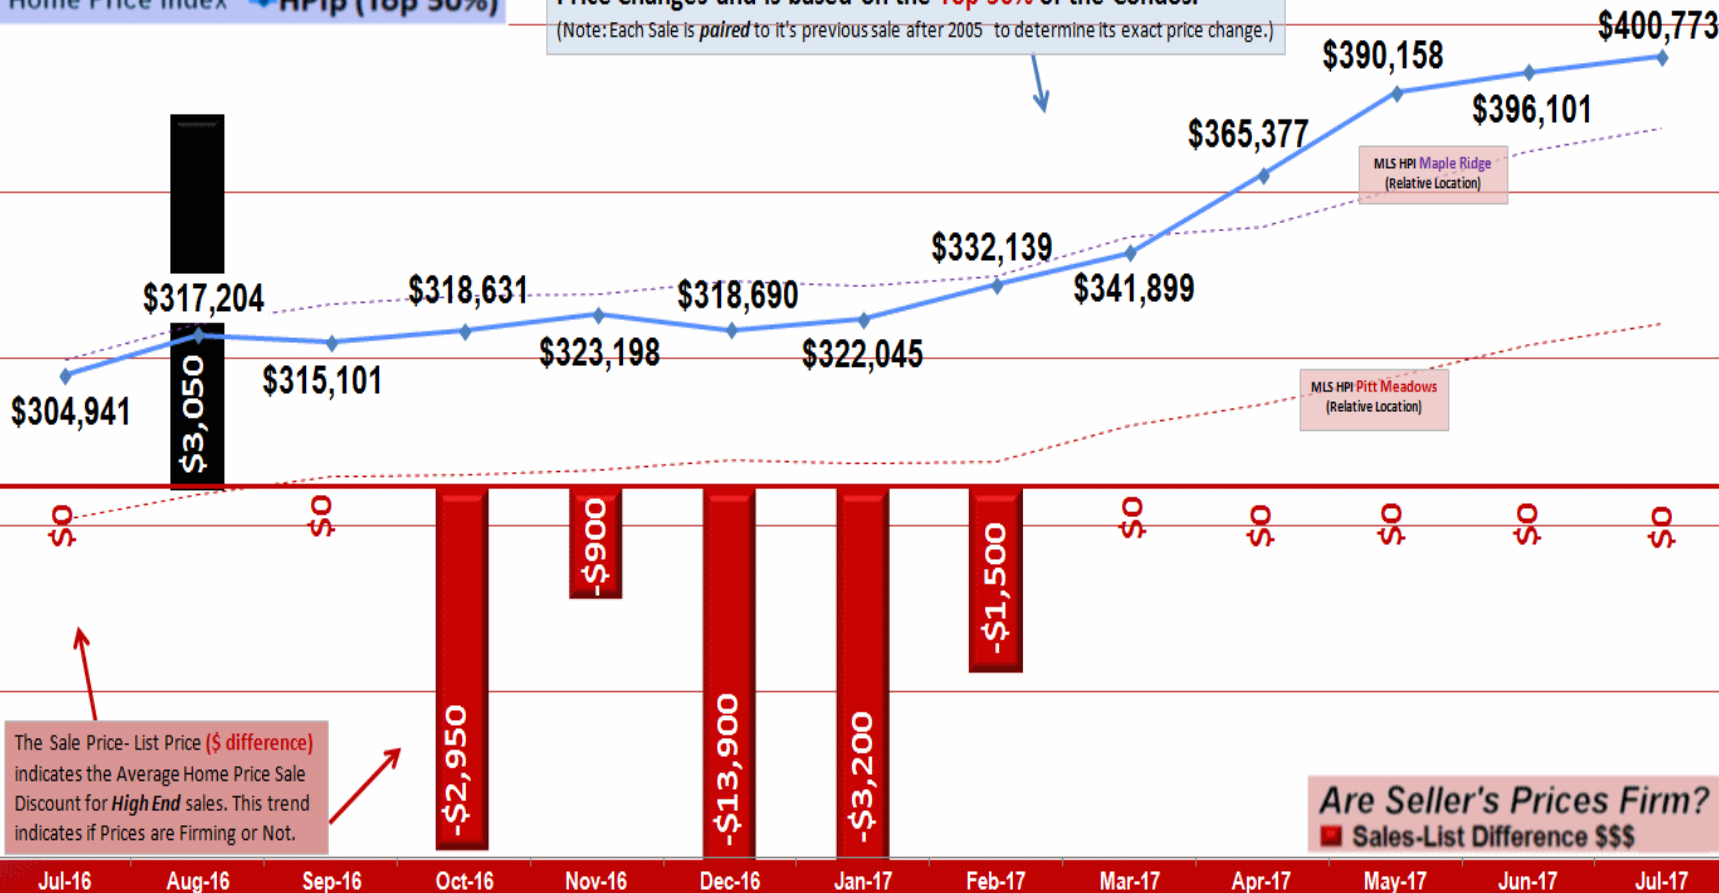 Home Price Index HPIp (Top 50%)
Price Changes and is based on the Top 50% of the Condos.
(Note: Each Sale is paired to it's previous sale after 2005 to determine its exact price change.)
$400,773
$390,158
$396,101
$365,377
MLS HPI Maple Ridge
(Relative Location)
$332,139
$341,899
$317,204
$318,631
$318,690
$323,198
$322,045
$315,101
$304,941
$3,050
MLS HPI Pitt Meadows
(Relative Location)
$0
$0
-$2,950
-$900
-$13,900
-$3,200
-$1,500
$0
$0
$0
$0
$0
The Sale Price- List Price ($ difference)
indicates the Average Home Price Sale
Discount for High End sales. This trend
indicates if Prices are Firming or Not.
Are Seller's Prices Firm?
Sales-List Difference $$$
Jul-16 Aug-16 Sep-16 Oct-16 Nov-16 Dec-16 Jan-17 Feb-17 Mar-17 Apr-17 May-17 Jun-17 Jul-17